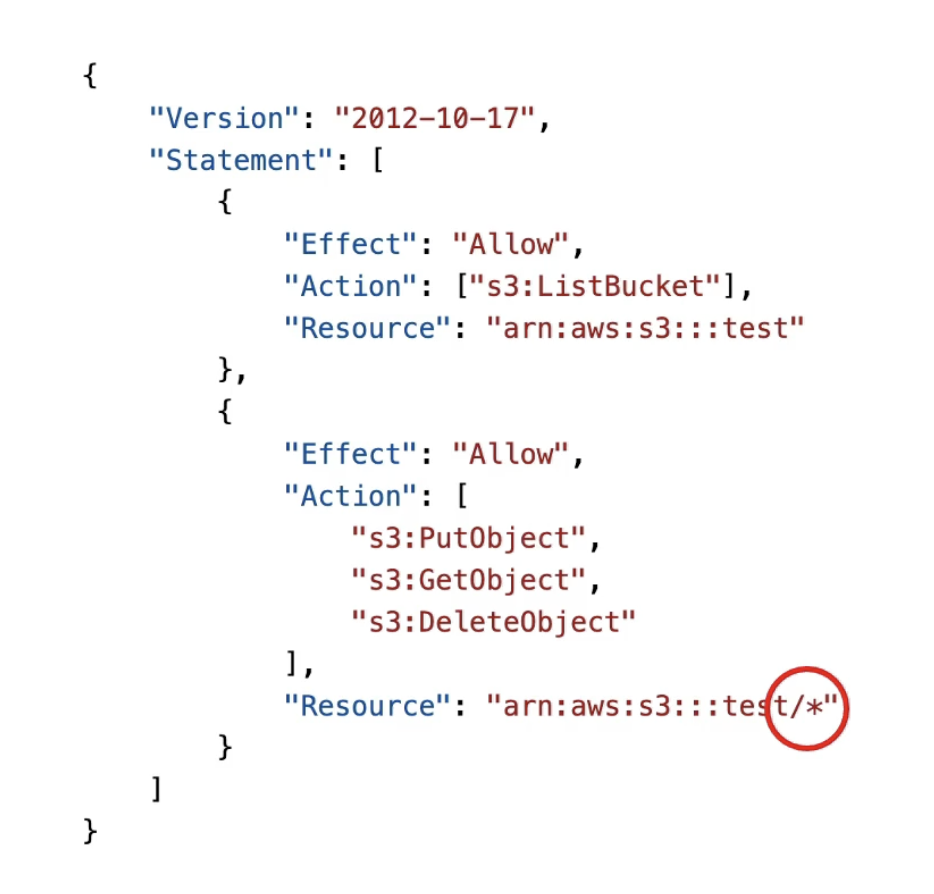 {
    "Version": "2012-10-17",
    "Statement": [
        {
            "Effect": "Allow",
            "Action": ["s3:ListBucket"],
            "Resource": "arn:aws:s3:::test"
        },
        {
            "Effect": "Allow",
            "Action": [
                "s3:PutObject",
                "s3:GetObject",
                "s3:DeleteObject"
            ],
            "Resource": "arn:aws:s3:::test/*"
        }
    ]
}